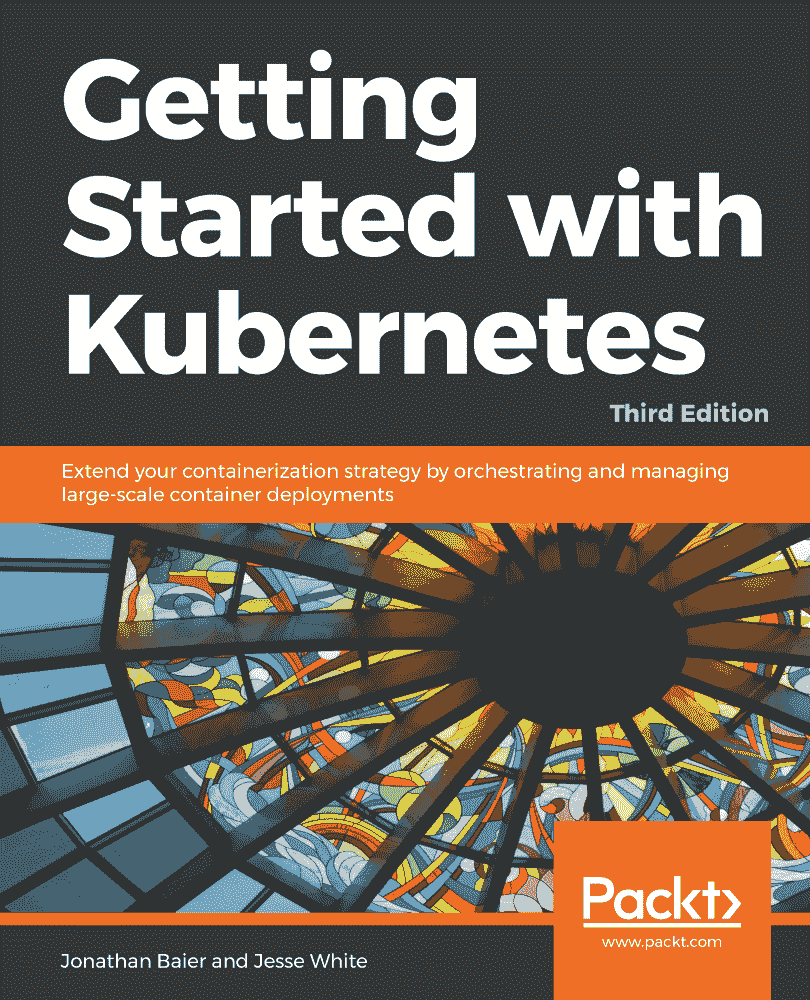 Getting
Started with
Kubernetes
Third Edition
Extend your containerization strategy by orchestrating and managing
large-scale container deployments
Packt>
www.packt.com
Jonathan Baier and Jesse White